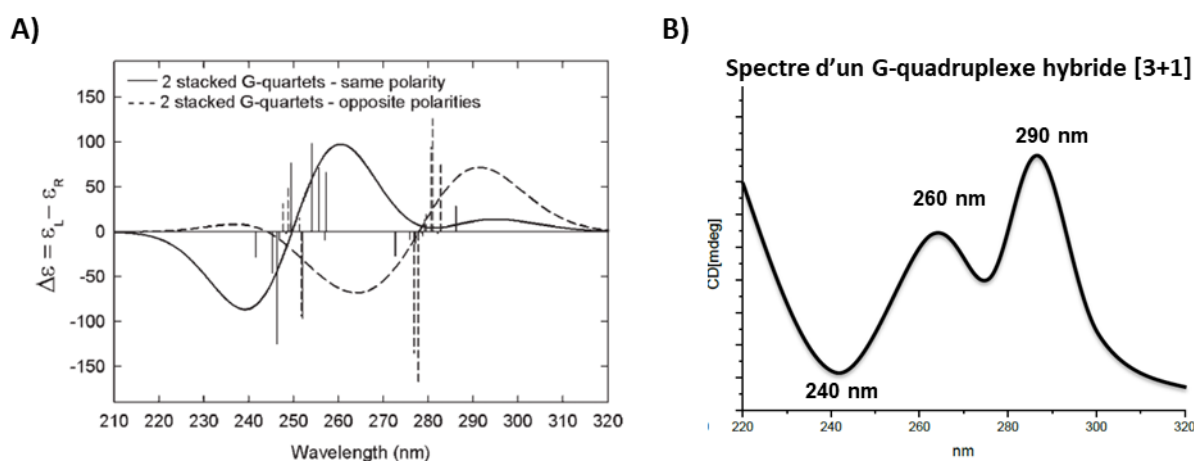 A)
2 stacked G-quartets - same polarity
2 stacked G-quartets - opposite polarities
150
100
50
0
-50
-100
-150
Δε = ε_L − ε_R
210 220 230 240 250 260 270 280 290 300 310 320
Wavelength (nm)
B)
Spectre d'un G-quadruplexe hybride [3+1]
290 nm
260 nm
240 nm
CD[mdeg]
220 240 260 280 300 320
nm